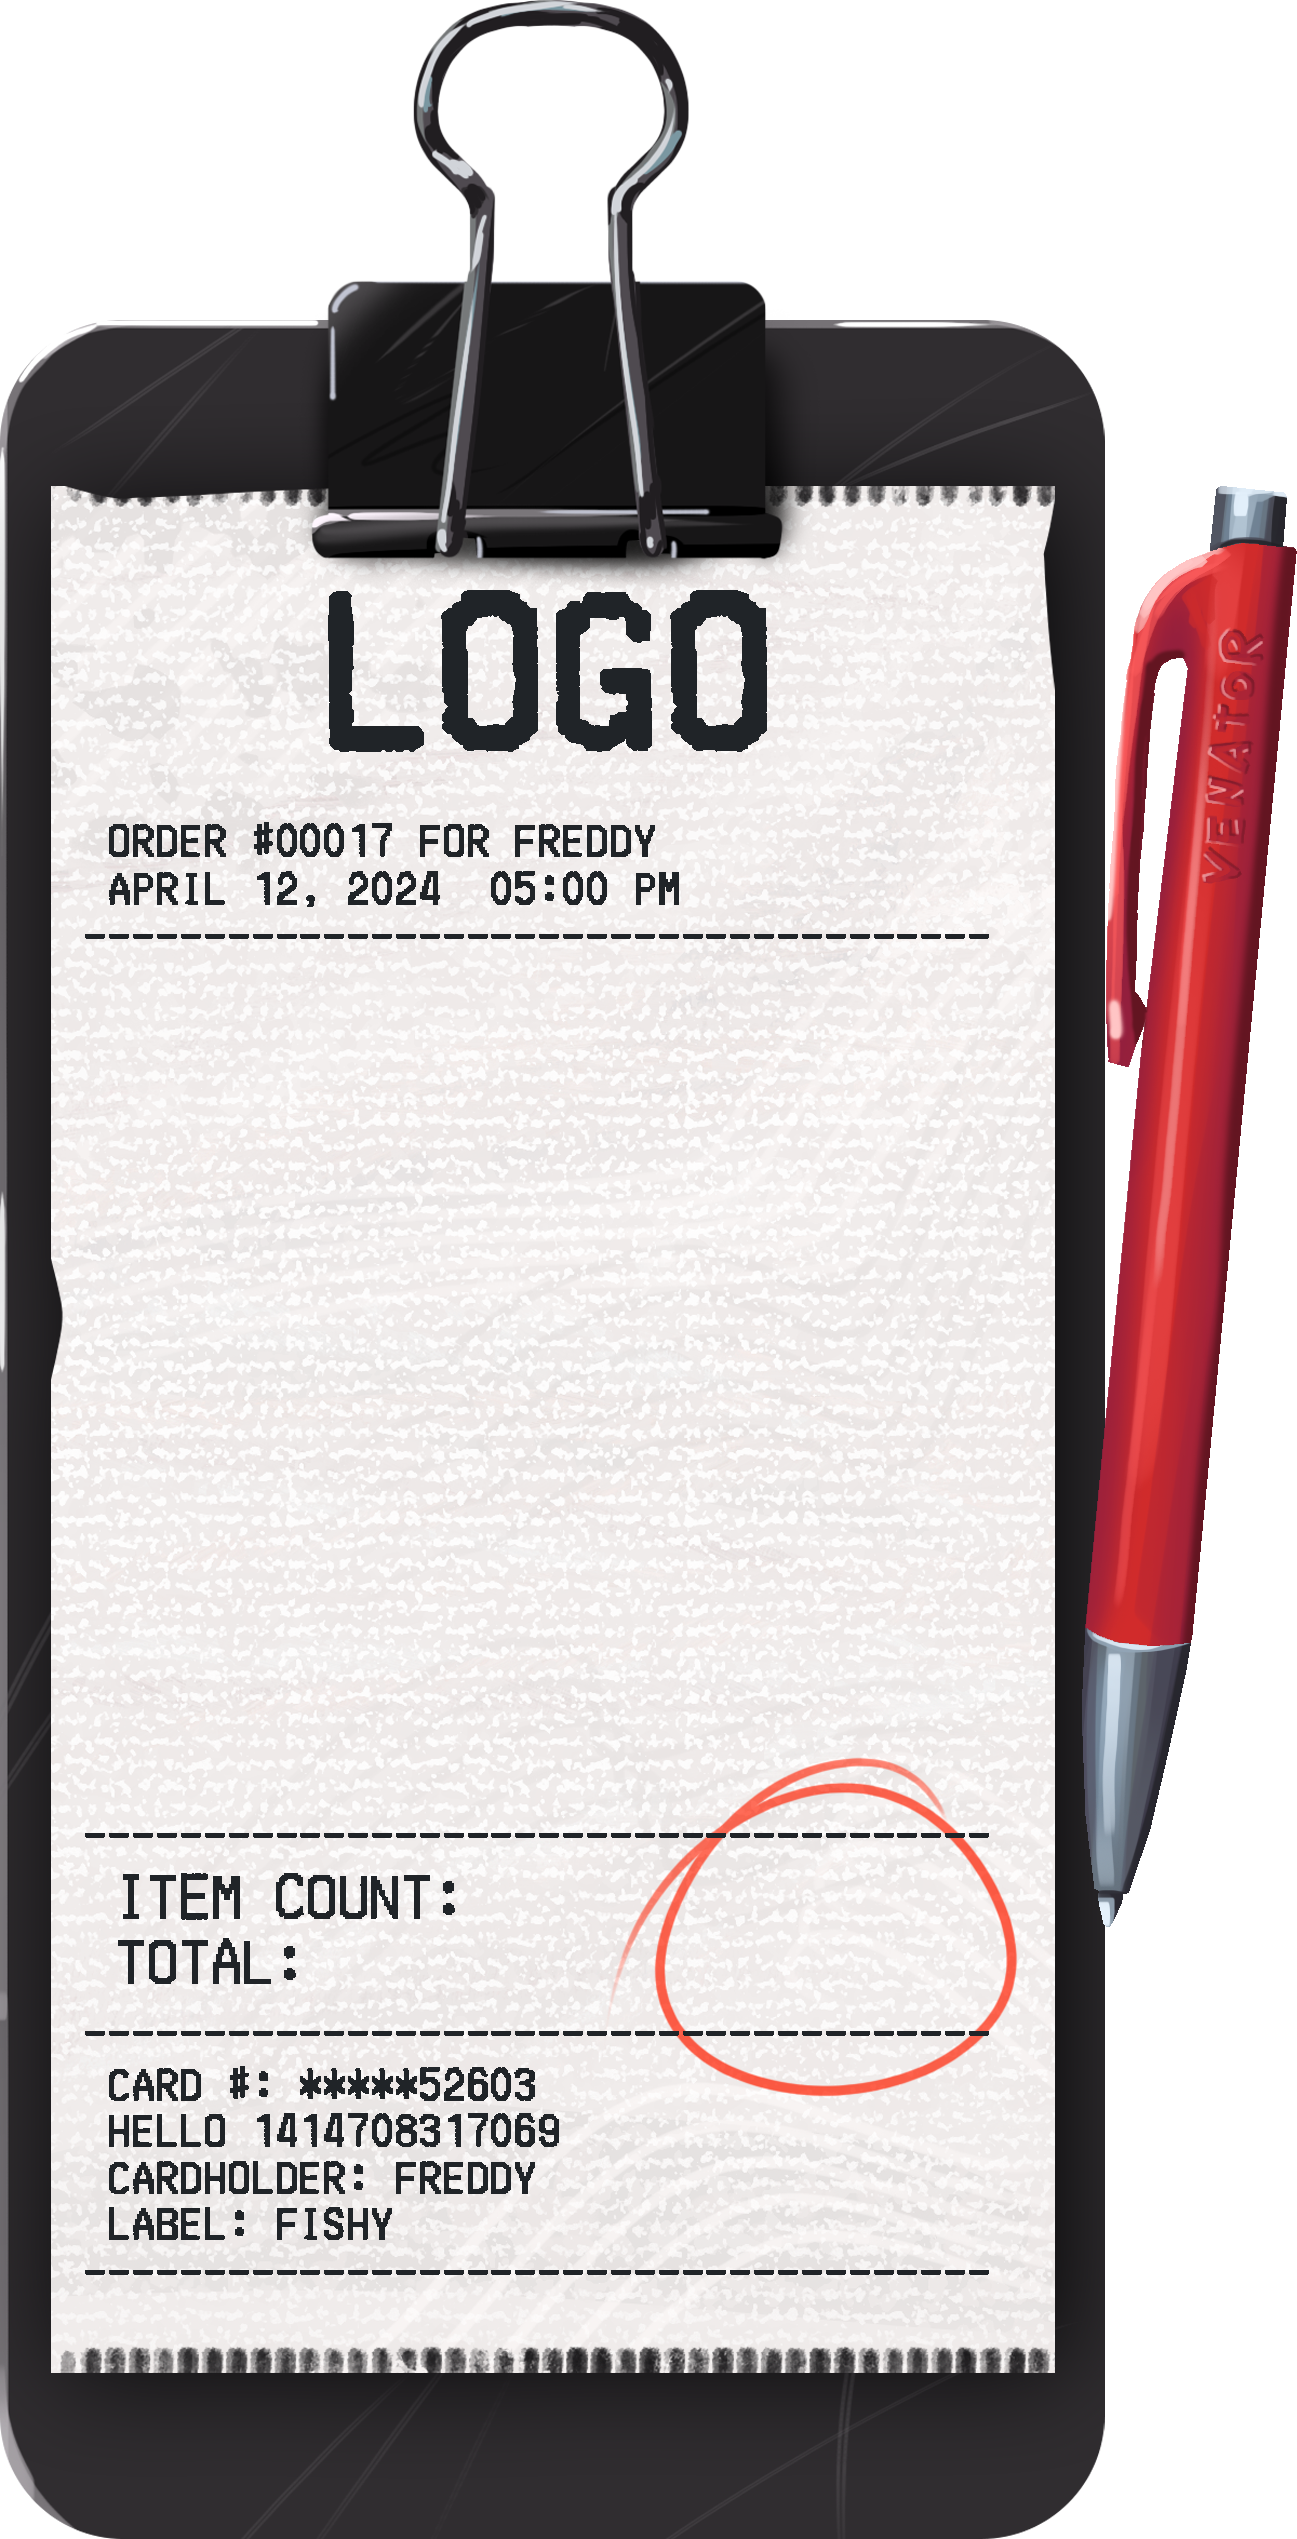 LOGO
ORDER #00017 FOR FREDDY
APRIL 12, 2024 05:00 PM
ITEM COUNT:
TOTAL:
CARD #: *****52603
HELLO 1414708317069
CARDHOLDER: FREDDY
LABEL: FISHY
VENATOR